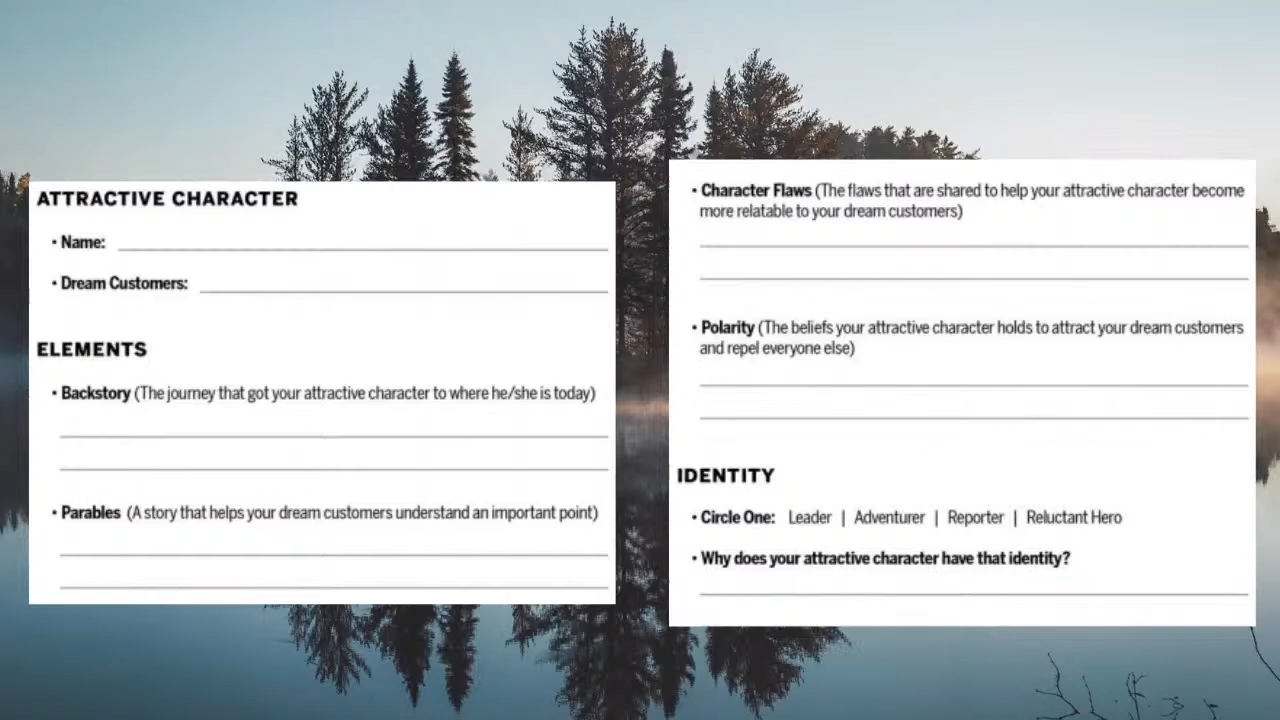 ATTRACTIVE CHARACTER
• Name:
• Dream Customers:
ELEMENTS
• Backstory (The journey that got your attractive character to where he/she is today)
• Parables (A story that helps your dream customers understand an important point)
• Character Flaws (The flaws that are shared to help your attractive character become
more relatable to your dream customers)
• Polarity (The beliefs your attractive character holds to attract your dream customers
and repel everyone else)
IDENTITY
• Circle One: Leader | Adventurer | Reporter | Reluctant Hero
• Why does your attractive character have that identity?